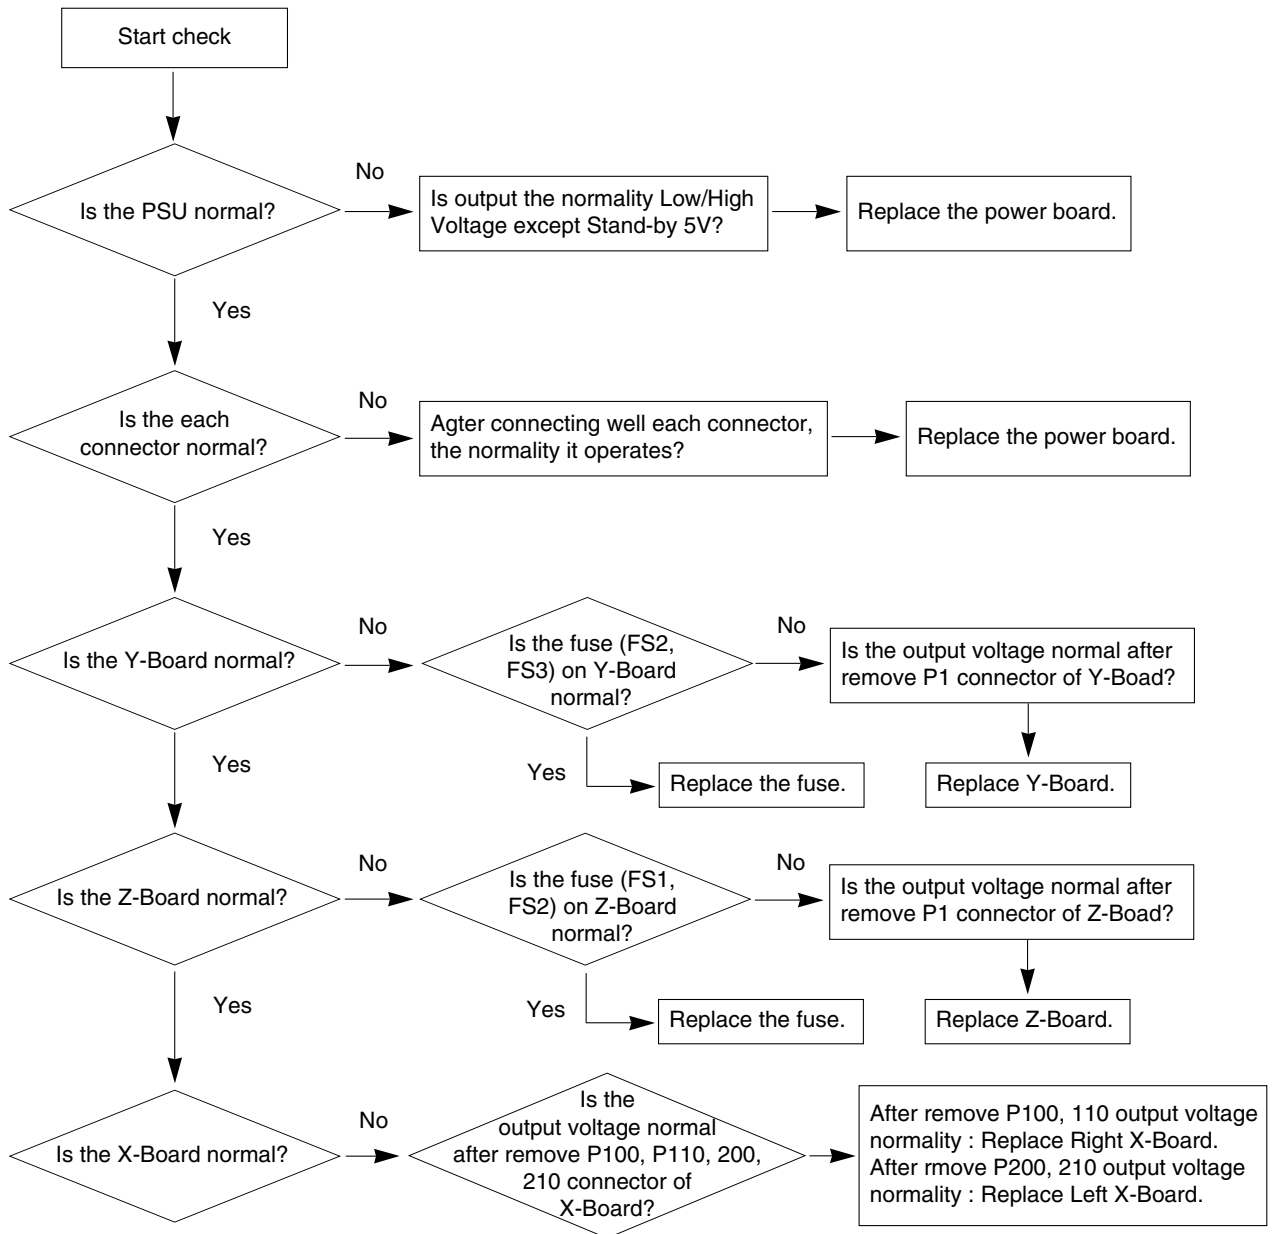 Start check
Is the PSU normal?
No
Is output the normality Low/High
Voltage except Stand-by 5V?
Replace the power board.
Yes
Is the each
connector normal?
No
Agter connecting well each connector,
the normality it operates?
Replace the power board.
Yes
Is the Y-Board normal?
No
Is the fuse (FS2,
FS3) on Y-Board
normal?
No
Is the output voltage normal after
remove P1 connector of Y-Boad?
Yes
Yes
Replace the fuse.
Replace Y-Board.
Is the Z-Board normal?
No
Is the fuse (FS1,
FS2) on Z-Board
normal?
No
Is the output voltage normal after
remove P1 connector of Z-Boad?
Yes
Yes
Replace the fuse.
Replace Z-Board.
Is the X-Board normal?
No
Is the
output voltage normal
after remove P100, P110, 200,
210 connector of
X-Board?
After remove P100, 110 output voltage
normality : Replace Right X-Board.
After rmove P200, 210 output voltage
normality : Replace Left X-Board.